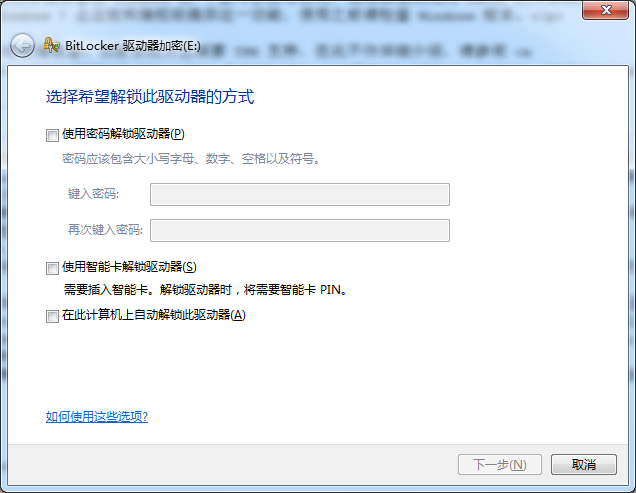 BitLocker 驱动器加密(E:)
选择希望解锁此驱动器的方式
使用密码解锁驱动器(P)
密码应该包含大小写字母、数字、空格以及符号。
键入密码:
再次键入密码:
使用智能卡解锁驱动器(S)
需要插入智能卡。解锁驱动器时，将需要智能卡 PIN。
在此计算机上自动解锁此驱动器(A)
如何使用这些选项?
下一步(N)
取消